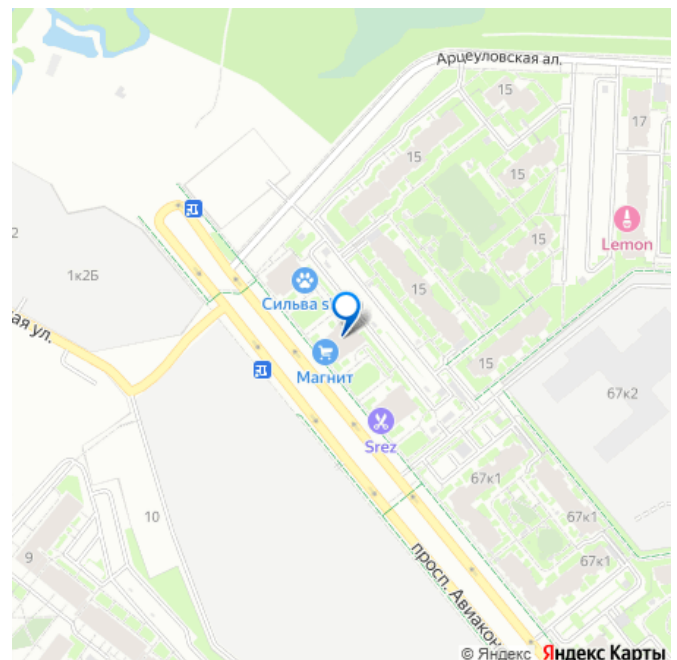 Арцеуловская ал.
15
17
15
15
Lemon
15
2
1к2Б
Сильва s
15
ая ул.
Магнит
15
67к2
Srez
67к1
10
67к1
9
67к1
просп. Авиакон
© Яндекс Яндекс Карты